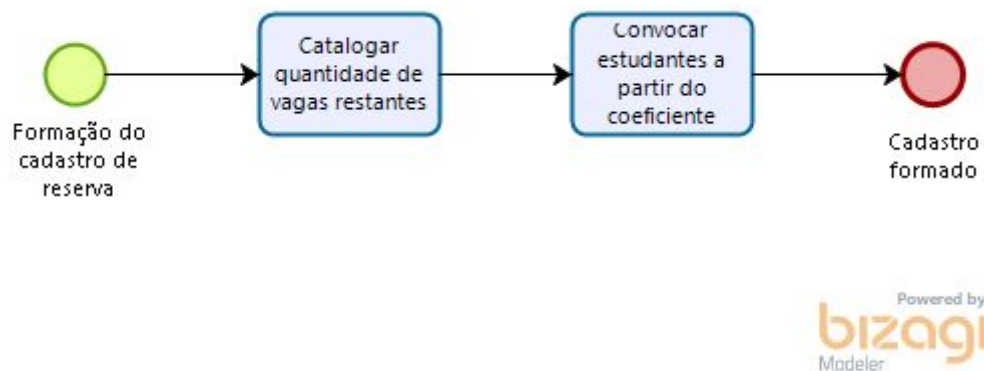 Formação do
cadastro de
reserva
Catalogar
quantidade de
vagas restantes
Convocar
estudantes a
partir do
coeficiente
Cadastro
formado
Powered by
bizagi
Modeler